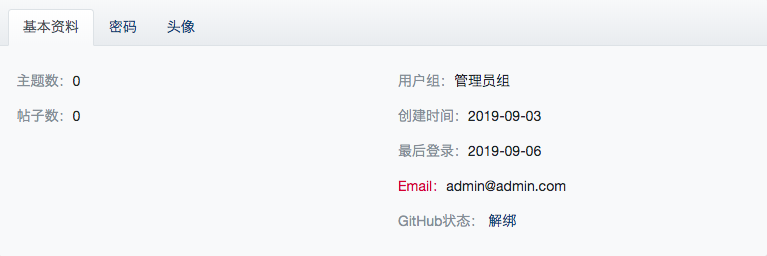 基本资料 密码 头像
主题数：0
帖子数：0
用户组：管理员组
创建时间：2019-09-03
最后登录：2019-09-06
Email：admin@admin.com
GitHub状态： 解绑